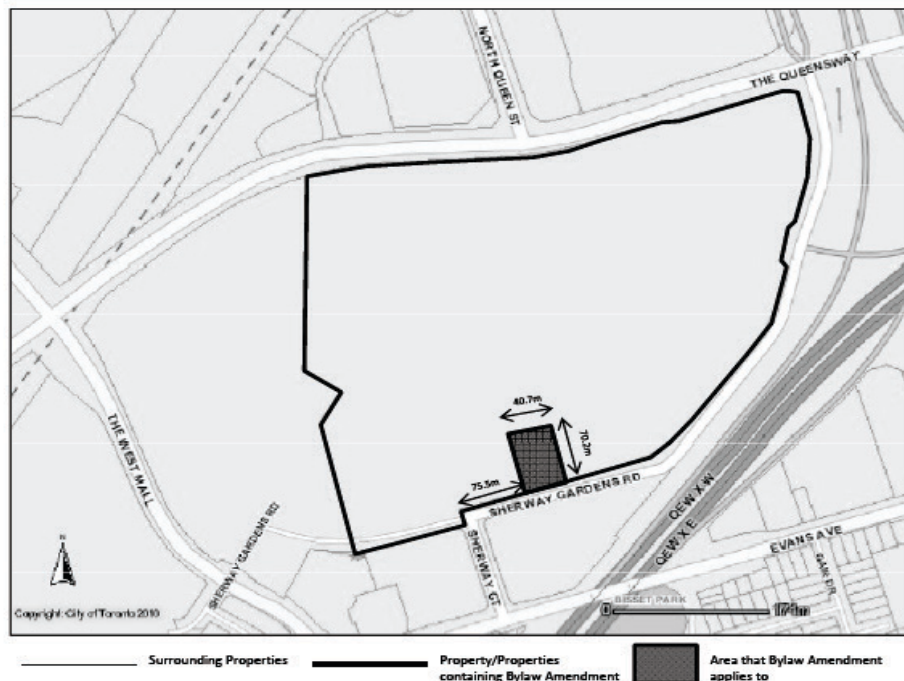 NORTH QUEEN ST
THE QUEENSWAY
THE WEST MALL
40.7m
70.2m
75.5m
SHERWAY GARDENS RD
SHERWAY GARDENS RD
SHERWAY GT
QEW X W
QEW X E
EVANS AVE
BISSET PARK
N
0
Copyright: City of Toronto 2010
Surrounding Properties
Property/Properties
containing Bylaw Amendment
Area that Bylaw Amendment
applies to